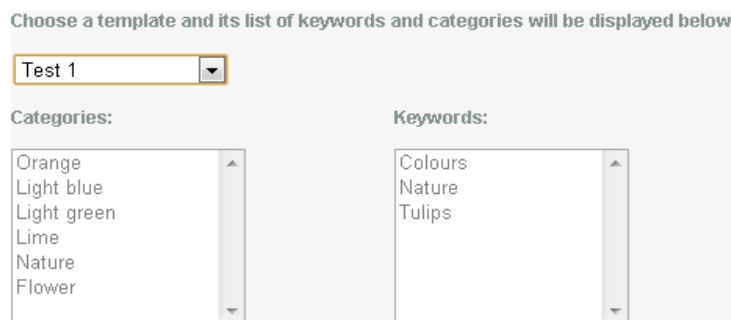 Choose a template and its list of keywords and categories will be displayed below
Test 1
Categories:
Orange
Light blue
Light green
Lime
Nature
Flower
Keywords:
Colours
Nature
Tulips